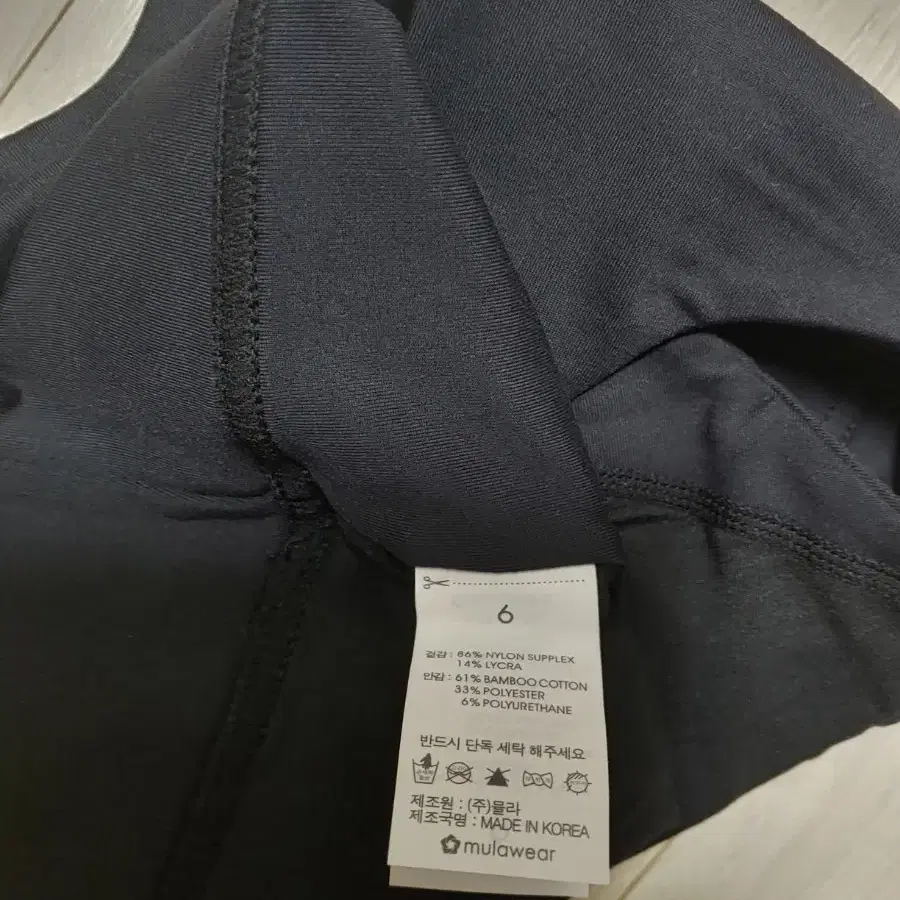 6
겉감 : 86% NYLON SUPPLEX
14% LYCRA
안감 : 61% BAMBOO COTTON
33% POLYESTER
6% POLYURETHANE
반드시 단독 세탁 해주세요
제조원 : (주)뮬라
제조국명 : MADE IN KOREA
mulawear